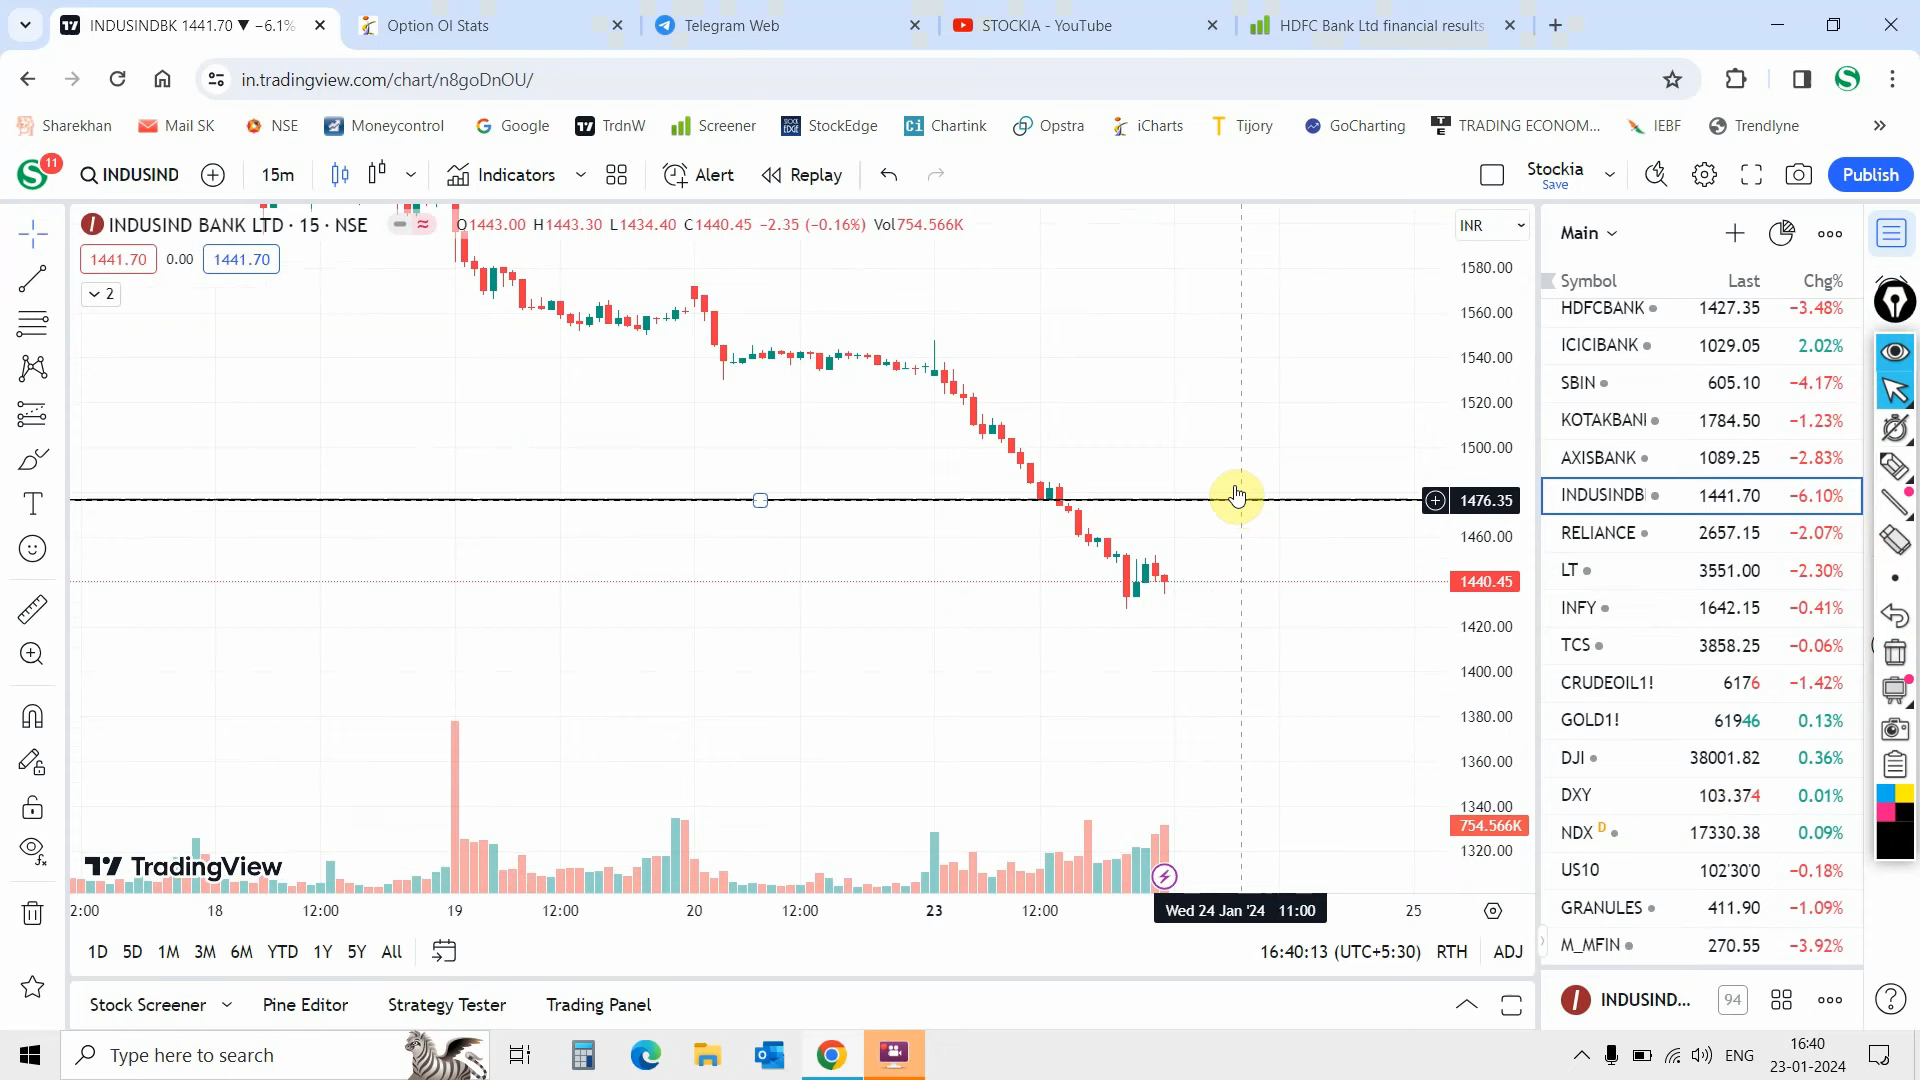 INDUSINDBK 1441.70 ▼ −6.1%
Option OI Stats
Telegram Web
STOCKIA - YouTube
HDFC Bank Ltd financial results
in.tradingview.com/chart/n8goDnOU/
Sharekhan Mail SK NSE Moneycontrol Google TrdnW Screener StockEdge Chartink Opstra iCharts Tijory GoCharting TRADING ECONOM... IEBF Trendlyne »
11 INDUSIND 15m Indicators Alert Replay Stockia Publish
Save
INDUSIND BANK LTD · 15 · NSE O1443.00 H1443.30 L1434.40 C1440.45 −2.35 (−0.16%) Vol754.566K
1441.70 0.00 1441.70
2
INR
1580.00
1560.00
1540.00
1520.00
1500.00
1476.35
1460.00
1440.45
1420.00
1400.00
1380.00
1360.00
1340.00
754.566K
1320.00
TradingView
2:00 18 12:00 19 12:00 20 12:00 23 12:00 Wed 24 Jan '24 11:00 25
1D 5D 1M 3M 6M YTD 1Y 5Y All 16:40:13 (UTC+5:30) RTH ADJ
Stock Screener Pine Editor Strategy Tester Trading Panel
Main
Symbol Last Chg%
HDFCBANK 1427.35 −3.48%
ICICIBANK 1029.05 2.02%
SBIN 605.10 −4.17%
KOTAKBANI 1784.50 −1.23%
AXISBANK 1089.25 −2.83%
INDUSINDB 1441.70 −6.10%
RELIANCE 2657.15 −2.07%
LT 3551.00 −2.30%
INFY 1642.15 −0.41%
TCS 3858.25 −0.06%
CRUDEOIL1! 6176 −1.42%
GOLD1! 61946 0.13%
DJI 38001.82 0.36%
DXY 103.374 0.01%
NDX D 17330.38 0.09%
US10 102'30'0 −0.18%
GRANULES 411.90 −1.09%
M_MFIN 270.55 −3.92%
INDUSIND... 94
Type here to search
ENG
16:40
23-01-2024